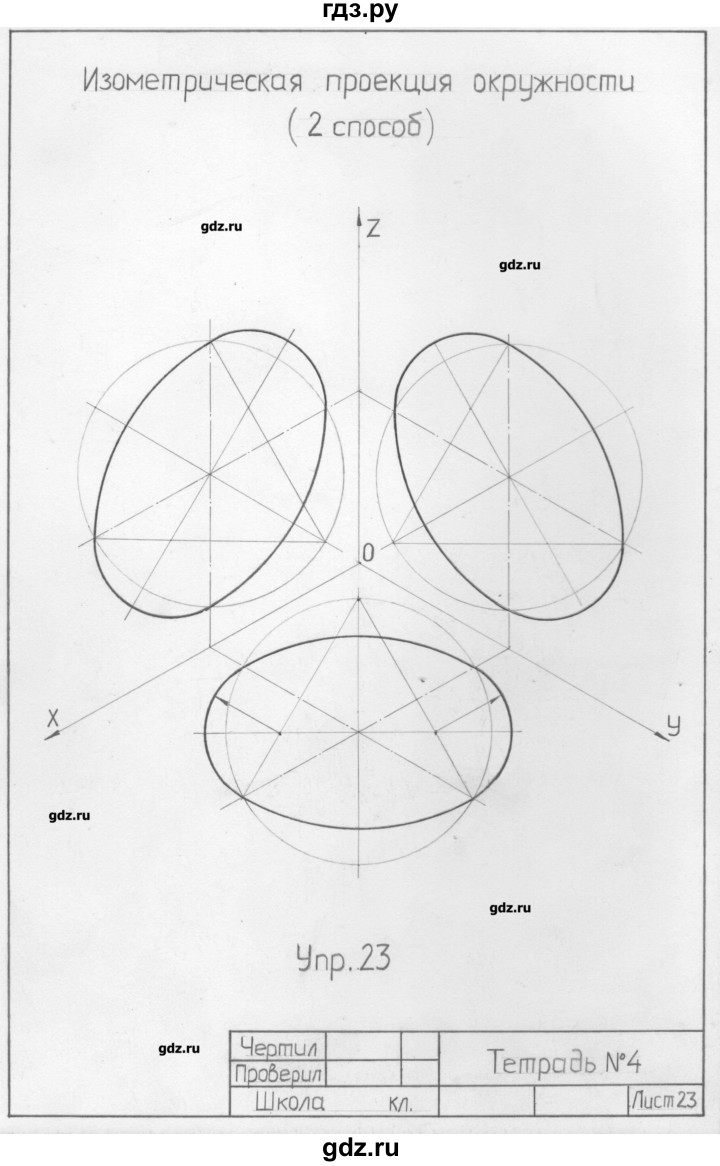 гдз.ру
Изометрическая проекция окружности
(2 способ)
gdz.ru
Z
gdz.ru
O
X
У
gdz.ru
gdz.ru
Упр.23
gdz.ru
Чертил
Проверил
Тетрадь №4
Школа кл.
Лист 23
gdz.ru